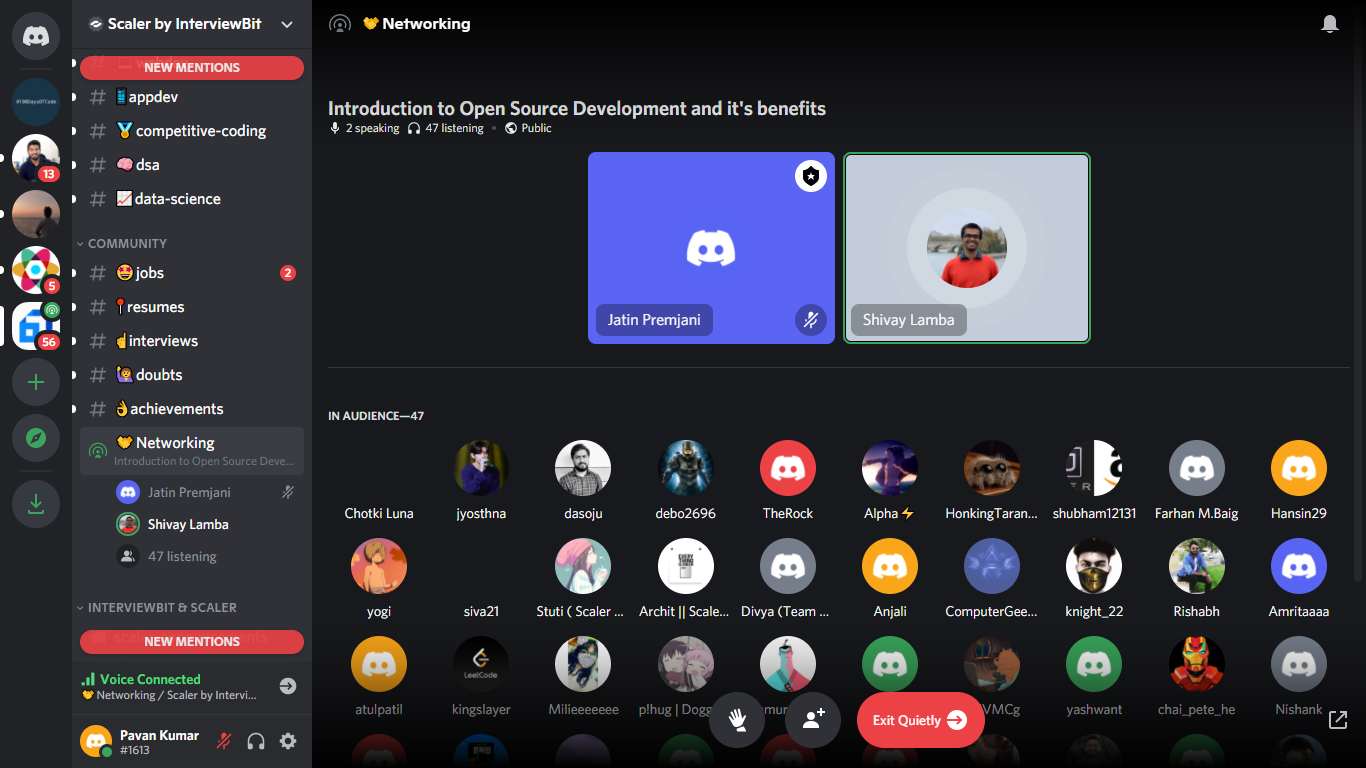 Scaler by InterviewBit
NEW MENTIONS
appdev
competitive-coding
dsa
data-science
COMMUNITY
jobs
2
resumes
interviews
doubts
achievements
Networking
Introduction to Open Source Deve...
Jatin Premjani
Shivay Lamba
47 listening
INTERVIEWBIT & SCALER
NEW MENTIONS
Voice Connected
Networking / Scaler by Intervi...
Pavan Kumar
#1613
#100DaysOfCode
13
5
56
Networking
Introduction to Open Source Development and it's benefits
2 speaking 47 listening • Public
Jatin Premjani
Shivay Lamba
IN AUDIENCE—47
Chotki Luna jyosthna dasoju debo2696 TheRock Alpha⚡ HonkingTaran... shubham12131 Farhan M.Baig Hansin29
yogi siva21 Stuti ( Scaler ... Archit || Scale... Divya (Team ... Anjali ComputerGee... knight_22 Rishabh Amritaaaa
LeetCode
atulpatil kingslayer Milieeeeeee p!hug | Dogg VMCg yashwant chai_pete_he Nishank
Exit Quietly